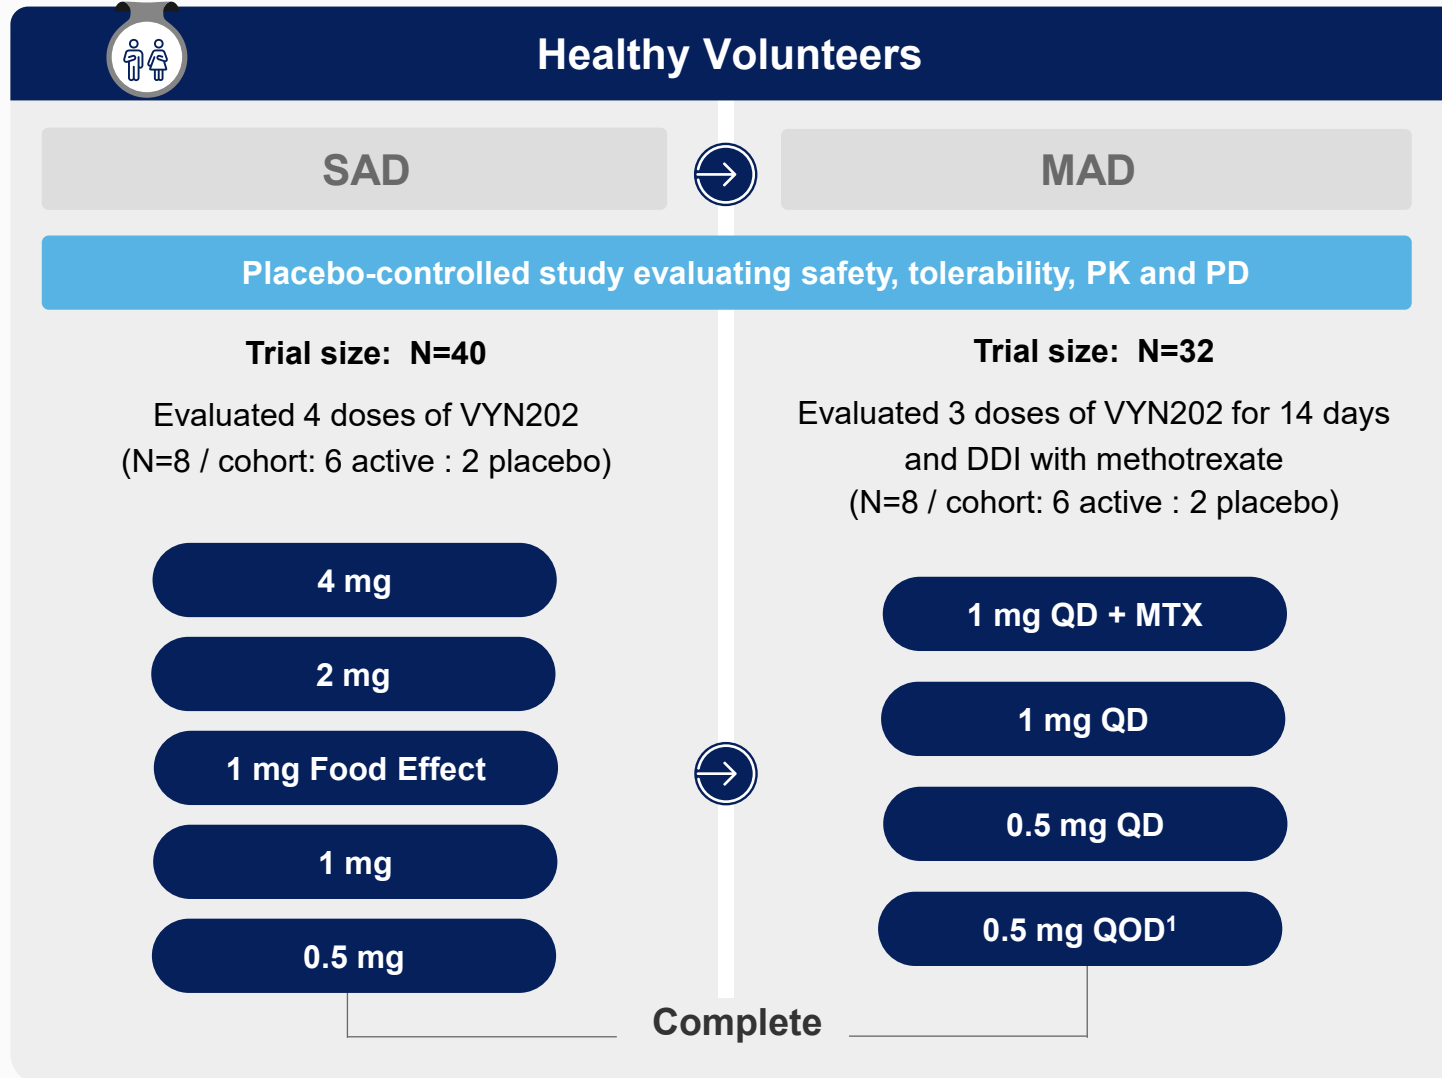 Healthy Volunteers
SAD
MAD
Placebo-controlled study evaluating safety, tolerability, PK and PD
Trial size: N=40
Evaluated 4 doses of VYN202
(N=8 / cohort: 6 active : 2 placebo)
4 mg
2 mg
1 mg Food Effect
1 mg
0.5 mg
Trial size: N=32
Evaluated 3 doses of VYN202 for 14 days
and DDI with methotrexate
(N=8 / cohort: 6 active : 2 placebo)
1 mg QD + MTX
1 mg QD
0.5 mg QD
0.5 mg QOD¹
Complete